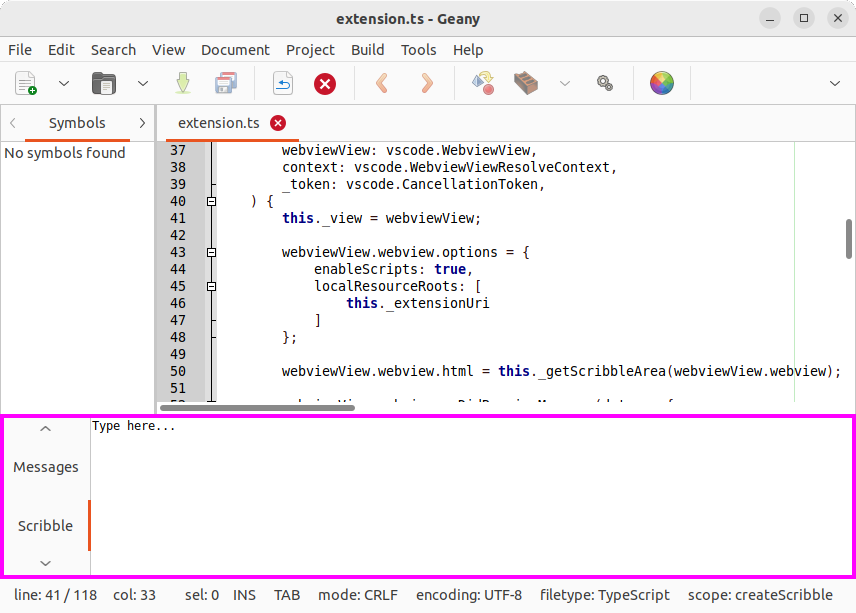 extension.ts - Geany
File Edit Search View Document Project Build Tools Help
Symbols
extension.ts
No symbols found
37 webviewView: vscode.WebviewView,
38 context: vscode.WebviewViewResolveContext,
39 _token: vscode.CancellationToken,
40 ) {
41 this._view = webviewView;
42
43 webviewView.webview.options = {
44 enableScripts: true,
45 localResourceRoots: [
46 this._extensionUri
47 ]
48 };
49
50 webviewView.webview.html = this._getScribbleArea(webviewView.webview);
51
Type here...
Messages
Scribble
line: 41 / 118 col: 33 sel: 0 INS TAB mode: CRLF encoding: UTF-8 filetype: TypeScript scope: createScribble